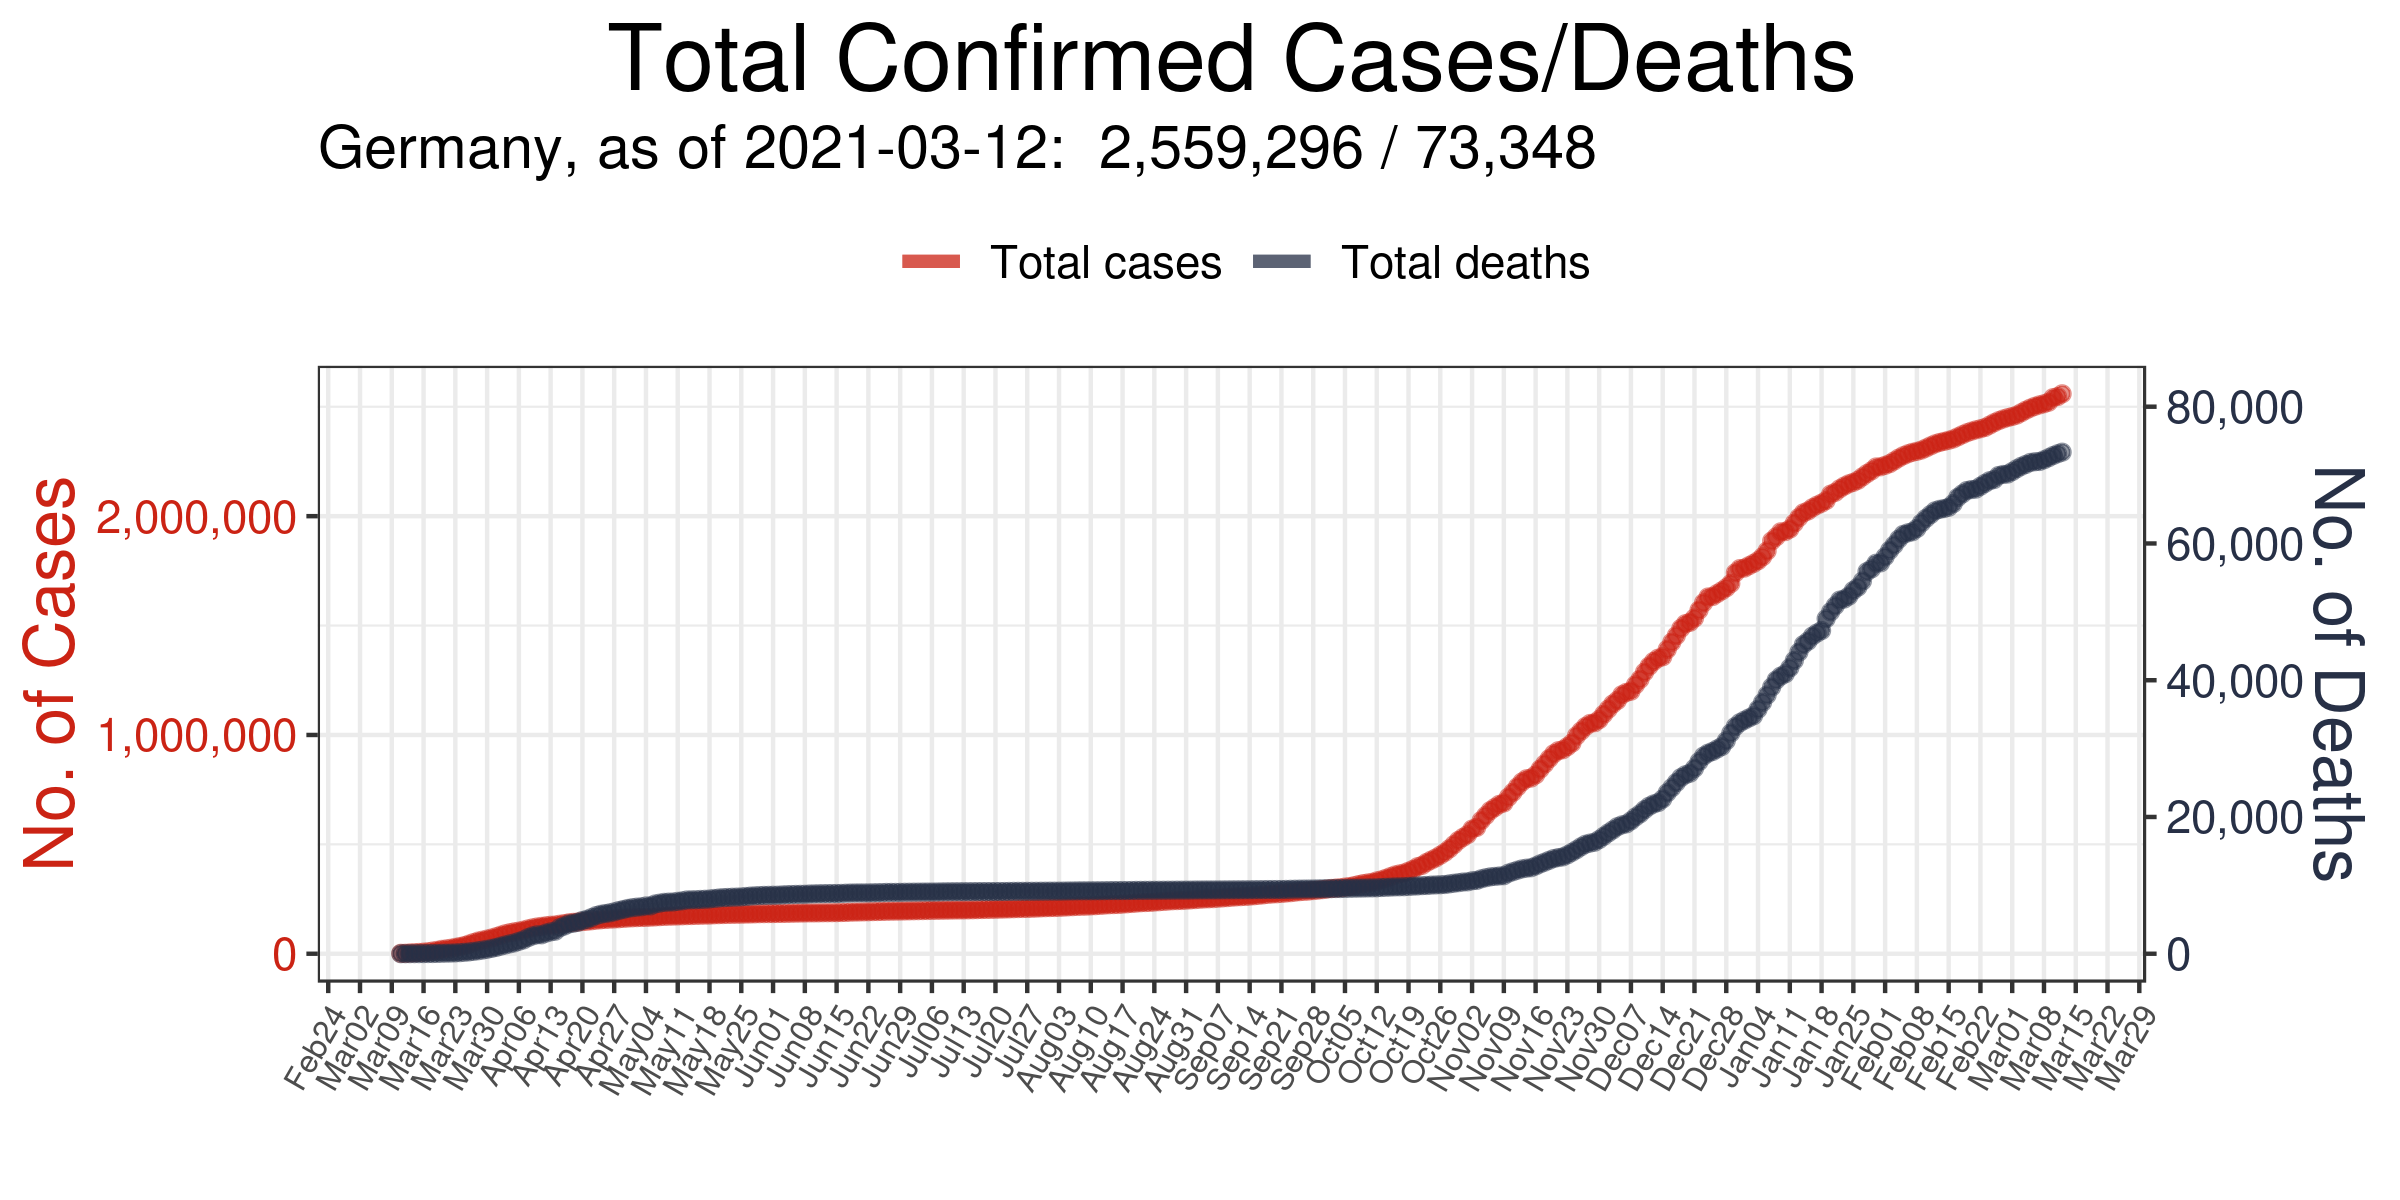 Total Confirmed Cases/Deaths
Germany, as of 2021-03-12:  2,559,296 / 73,348
Total cases
Total deaths
No. of Cases
2,000,000
1,000,000
0
80,000
60,000
40,000
20,000
0
No. of Deaths
Feb24
Mar02
Mar09
Mar16
Mar23
Mar30
Apr06
Apr13
Apr20
Apr27
May04
May11
May18
May25
Jun01
Jun08
Jun15
Jun22
Jun29
Jul06
Jul13
Jul20
Jul27
Aug03
Aug10
Aug17
Aug24
Aug31
Sep07
Sep14
Sep21
Sep28
Oct05
Oct12
Oct19
Oct26
Nov02
Nov09
Nov16
Nov23
Nov30
Dec07
Dec14
Dec21
Dec28
Jan04
Jan11
Jan18
Jan25
Feb01
Feb08
Feb15
Feb22
Mar01
Mar08
Mar15
Mar22
Mar29